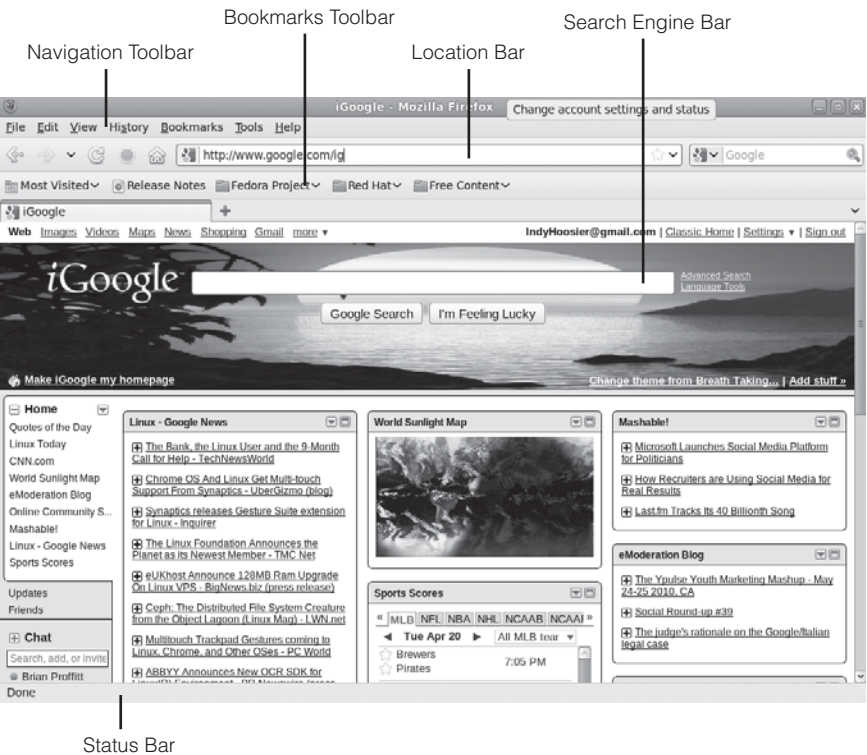 Bookmarks Toolbar
Search Engine Bar
Navigation Toolbar
Location Bar
iGoogle - Mozilla Firefox
Change account settings and status
File Edit View History Bookmarks Tools Help
http://www.google.com/ig
Google
Most Visited Release Notes Fedora Project Red Hat Free Content
iGoogle
Web Images Videos Maps News Shopping Gmail more
IndyHoosier@gmail.com | Classic Home | Settings | Sign out
iGoogle
Advanced Search
Language Tools
Google Search I'm Feeling Lucky
Make iGoogle my homepage
Change theme from Breath Taking... | Add stuff »
Home
Quotes of the Day
Linux Today
CNN.com
World Sunlight Map
eModeration Blog
Online Community S...
Mashable!
Linux - Google News
Sports Scores
Updates
Friends
Chat
Search, add, or invite
Brian Proffitt
Linux - Google News
The Bank, the Linux User and the 9-Month
Call for Help - TechNewsWorld
Chrome OS And Linux Get Multi-touch
Support From Synaptics - UberGizmo (blog)
Synaptics releases Gesture Suite extension
for Linux - Inquirer
The Linux Foundation Announces the
Planet as its Newest Member - TMC Net
eUKhost Announce 128MB Ram Upgrade
On Linux VPS - BigNews.biz (press release)
Ceph: The Distributed File System Creature
from the Object Lagoon (Linux Mag) - LWN.net
Multitouch Trackpad Gestures coming to
Linux, Chrome, and Other OSes - PC World
ABBYY Announces New OCR SDK for
World Sunlight Map
Sports Scores
« MLB NFL NBA NHL NCAAB NCAAF »
Tue Apr 20 All MLB tear
Brewers
Pirates
7:05 PM
Mashable!
Microsoft Launches Social Media Platform
for Politicians
How Recruiters are Using Social Media for
Real Results
Last.fm Tracks Its 40 Billionth Song
eModeration Blog
The Ypulse Youth Marketing Mashup - May
24-25 2010, CA
Social Round-up #39
The judge's rationale on the Google/Italian
legal case
Done
Status Bar